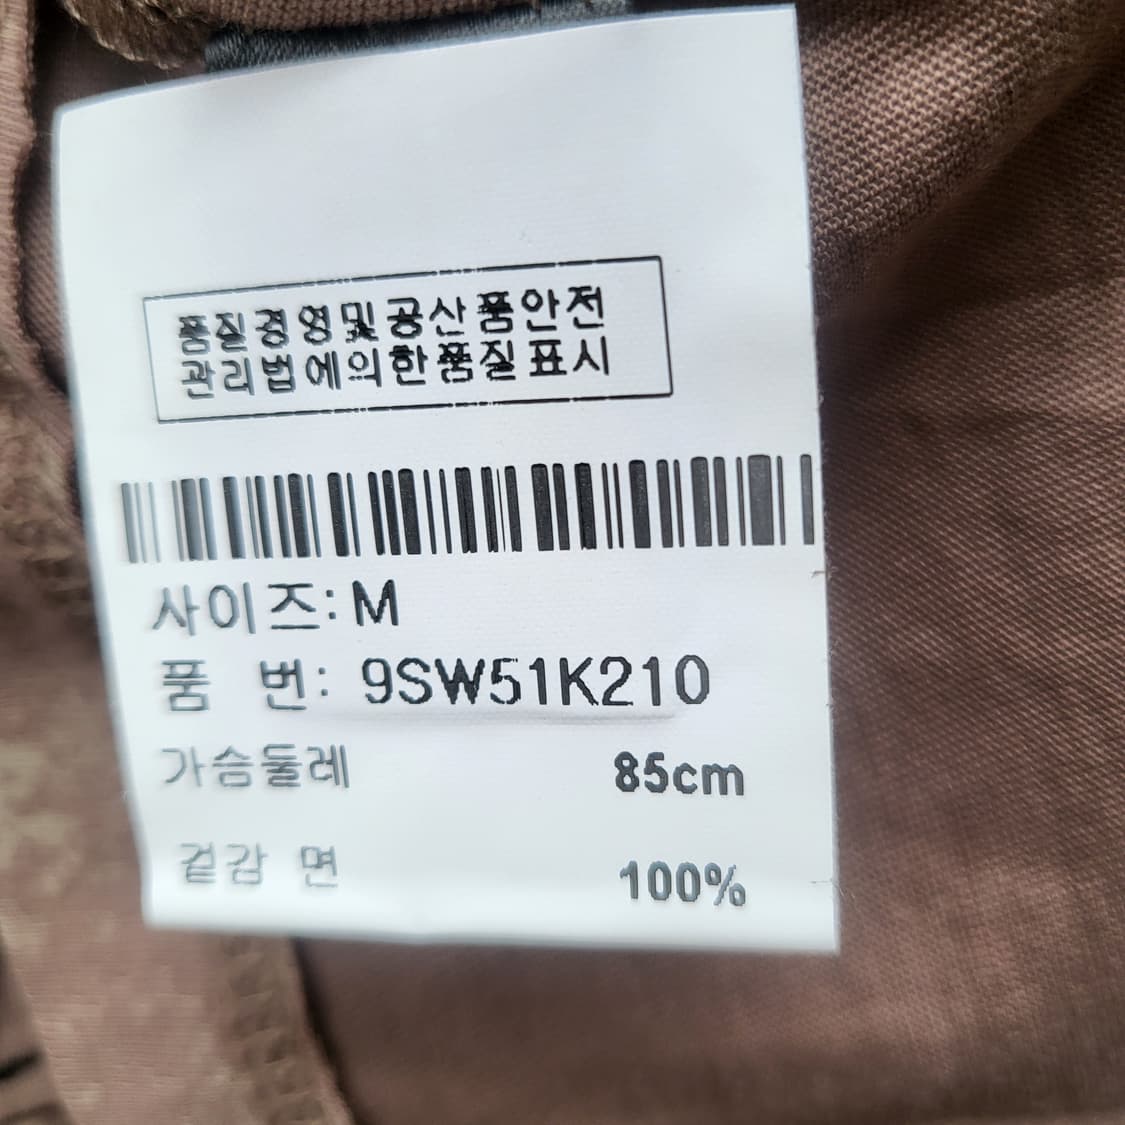 품질경영및공산품안전
관리법에의한품질표시
사이즈: M
품 번: 9SW51K210
가슴둘레 85cm
겉감 면 100%